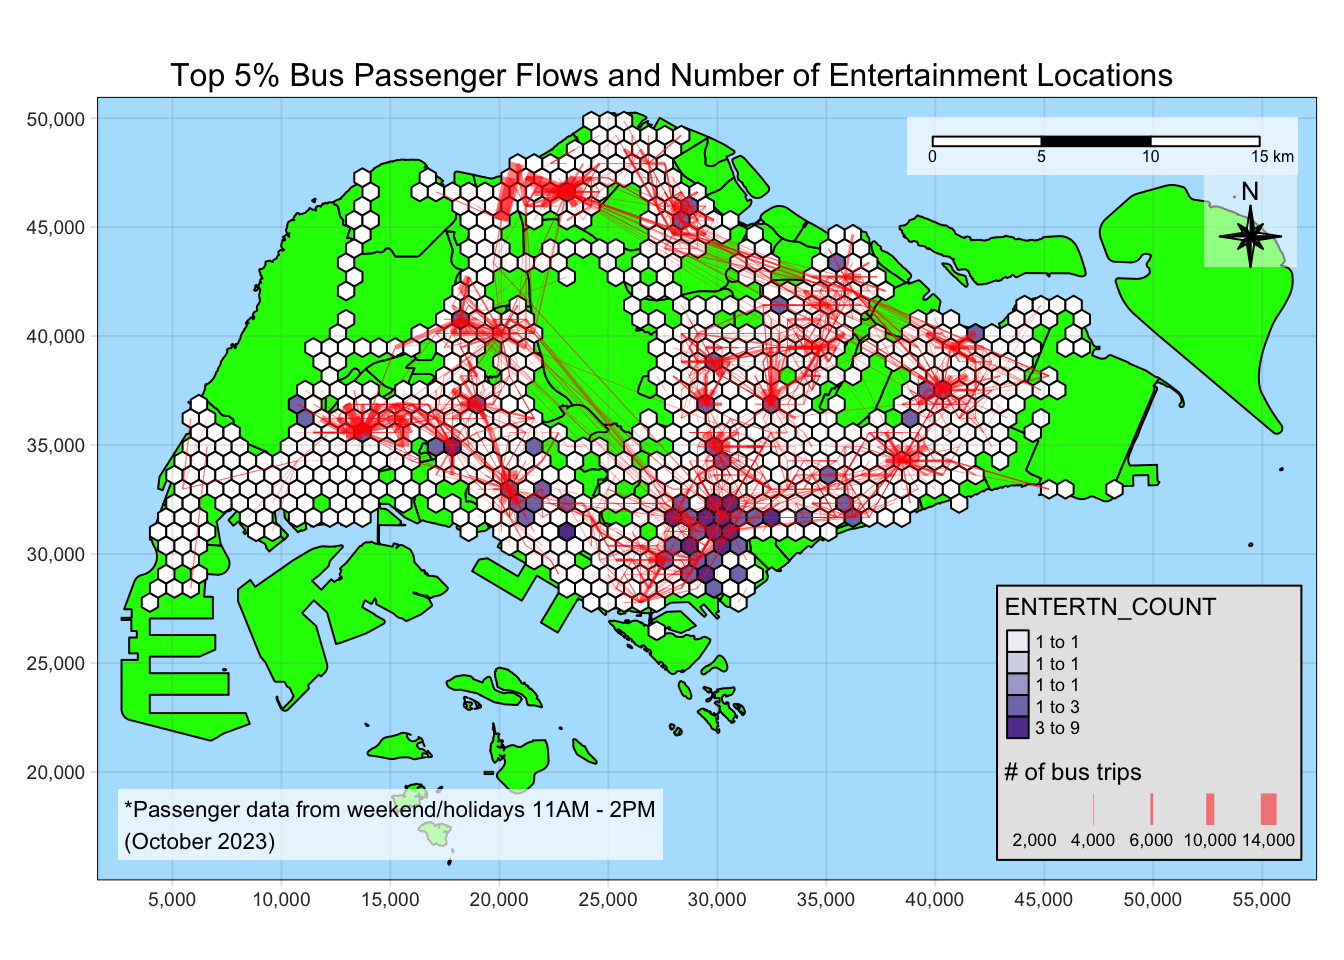 Top 5% Bus Passenger Flows and Number of Entertainment Locations
50,000
45,000
40,000
35,000
30,000
25,000
20,000
0 5 10 15 km
N
ENTERTN_COUNT
1 to 1
1 to 1
1 to 1
1 to 3
3 to 9
# of bus trips
2,000 4,000 6,000 10,000 14,000
*Passenger data from weekend/holidays 11AM - 2PM
(October 2023)
5,000 10,000 15,000 20,000 25,000 30,000 35,000 40,000 45,000 50,000 55,000